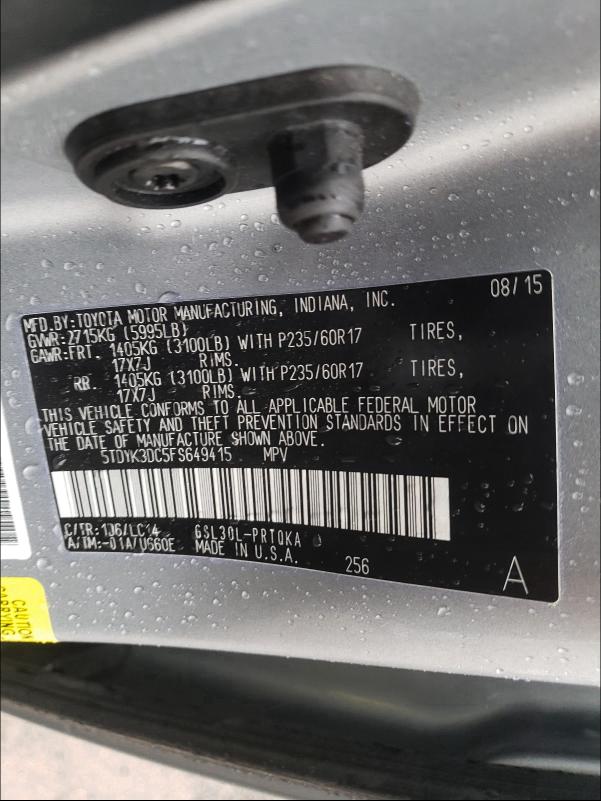 MFD.BY:TOYOTA MOTOR MANUFACTURING, INDIANA, INC. 08/15
GVWR:2715KG (5995LB)
GAWR:FRT. 1405KG (3100LB) WITH P235/60R17 TIRES,
17X7J RIMS.
RR. 1405KG (3100LB) WITH P235/60R17 TIRES,
17X7J RIMS.
THIS VEHICLE CONFORMS TO ALL APPLICABLE FEDERAL MOTOR
VEHICLE SAFETY AND THEFT PREVENTION STANDARDS IN EFFECT ON
THE DATE OF MANUFACTURE SHOWN ABOVE.
5TDYK3DC5FS649415 MPV
C/TR:1D6/LC14 GSL30L-PRTQKA
A/TM:-01A/U660E MADE IN U.S.A. 256 A
CAUTION
CARRYING